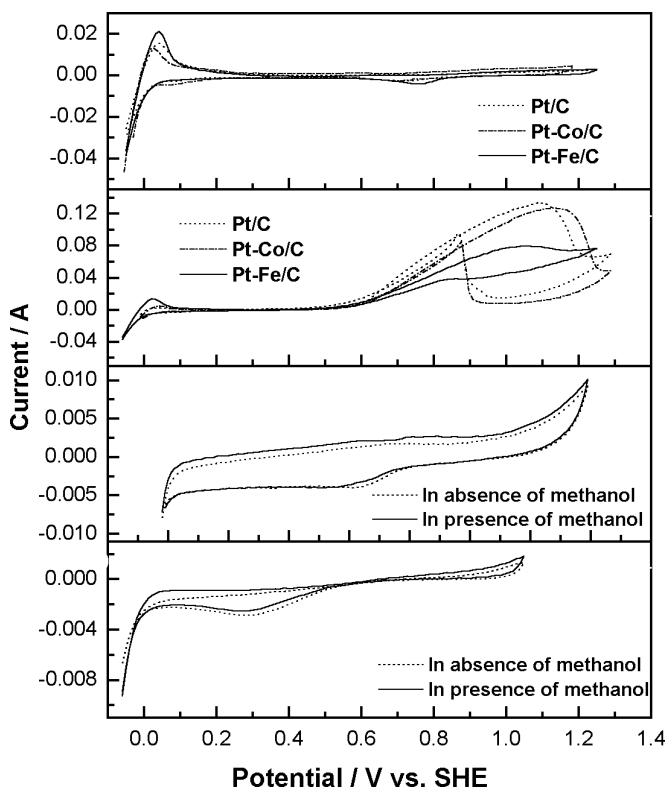 0.02
0.00
-0.02
-0.04
Pt/C
Pt-Co/C
Pt-Fe/C
0.12
0.08
0.04
0.00
-0.04
Pt/C
Pt-Co/C
Pt-Fe/C
Current / A
0.010
0.005
0.000
-0.005
-0.010
In absence of methanol
In presence of methanol
0.000
-0.004
-0.008
In absence of methanol
In presence of methanol
0.0 0.2 0.4 0.6 0.8 1.0 1.2 1.4
Potential / V vs. SHE